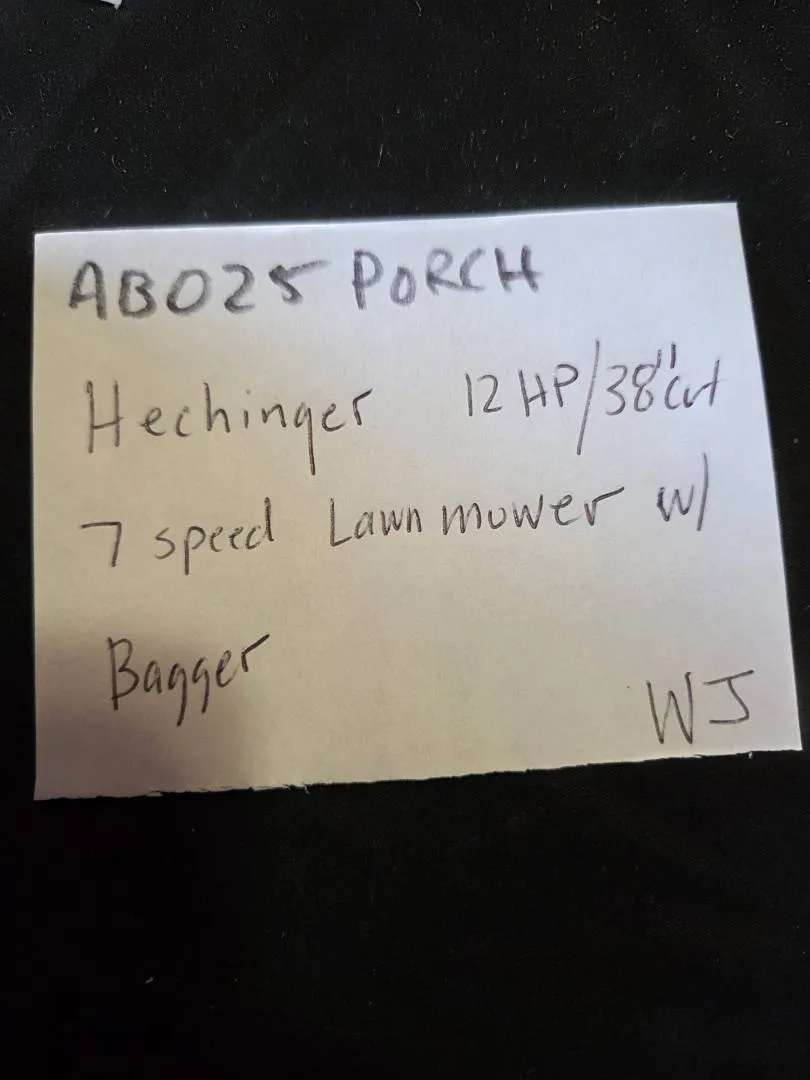 AB025 PORCH
Hechinger 12 HP/38" Cut
7 speed Lawn mower w/
Bagger
WJ